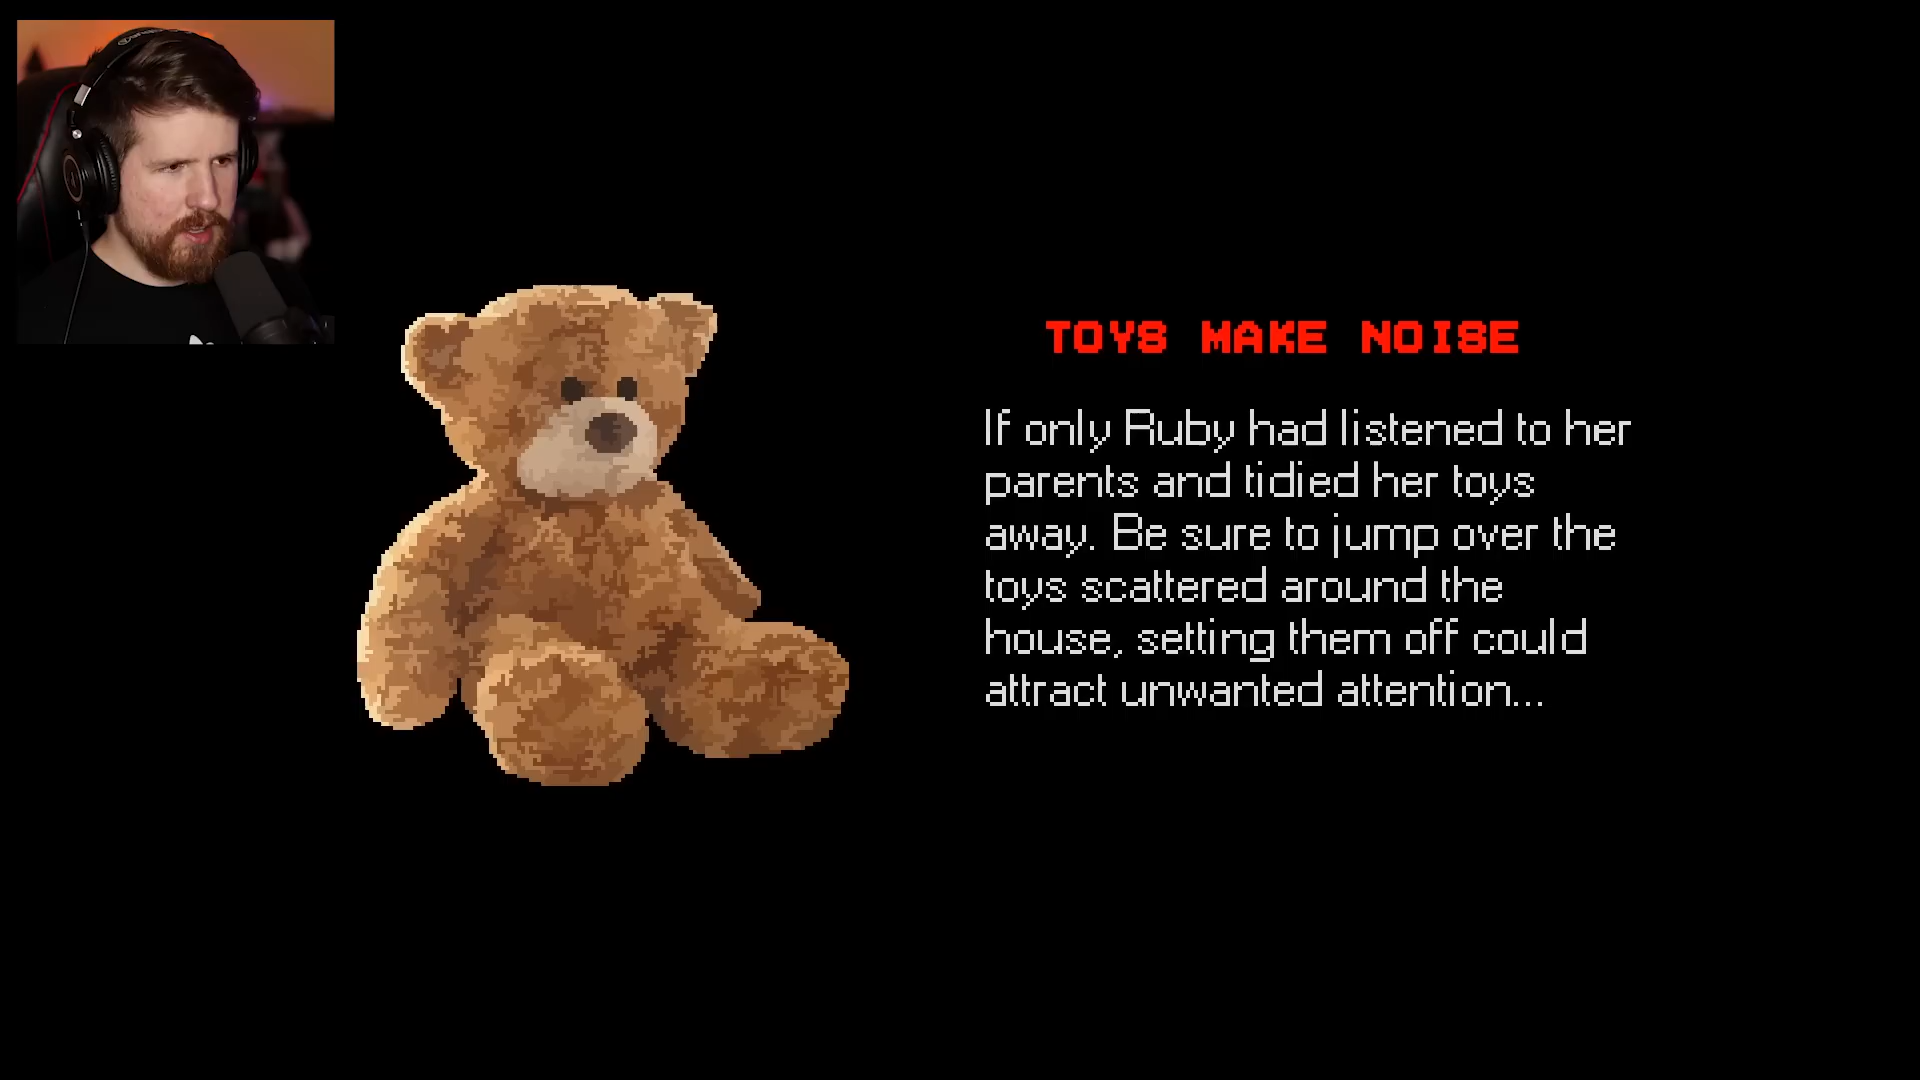 TOYS MAKE NOISE
If only Ruby had listened to her
parents and tidied her toys
away. Be sure to jump over the
toys scattered around the
house, setting them off could
attract unwanted attention...